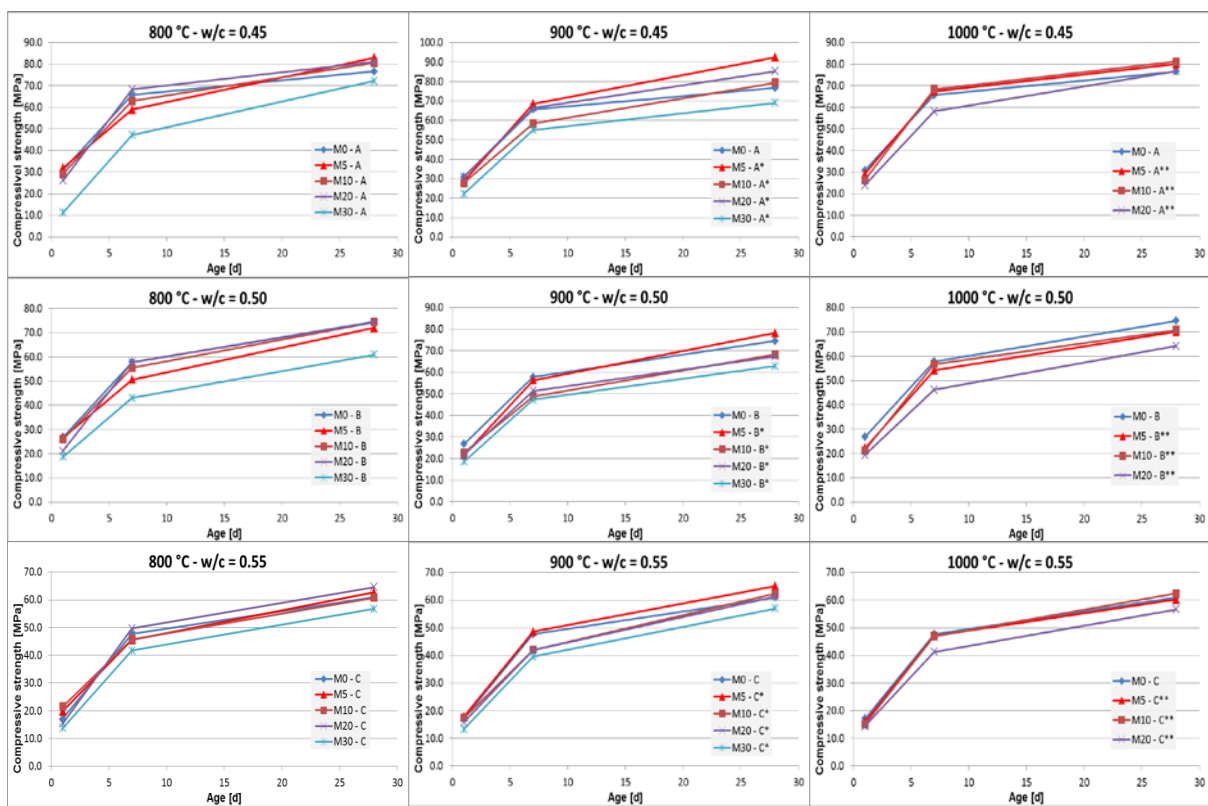 800 °C - w/c = 0.45
Compressive strength [MPa]
90.0
80.0
70.0
60.0
50.0
40.0
30.0
20.0
10.0
0.0
M0 - A
M5 - A
M10 - A
M20 - A
M30 - A
0 5 10 15 20 25 30
Age [d]
900 °C - w/c = 0.45
Compressive strength [MPa]
100.0
90.0
80.0
70.0
60.0
50.0
40.0
30.0
20.0
10.0
0.0
M0 - A
M5 - A*
M10 - A*
M20 - A*
M30 - A*
0 5 10 15 20 25 30
Age [d]
1000 °C - w/c = 0.45
Compressive strength [MPa]
90.0
80.0
70.0
60.0
50.0
40.0
30.0
20.0
10.0
0.0
M0 - A
M5 - A**
M10 - A**
M20 - A**
0 5 10 15 20 25 30
Age [d]
800 °C - w/c = 0.50
Compressive strength [MPa]
80.0
70.0
60.0
50.0
40.0
30.0
20.0
10.0
0.0
M0 - B
M5 - B
M10 - B
M20 - B
M30 - B
0 5 10 15 20 25 30
Age [d]
900 °C - w/c = 0.50
Compressive strength [MPa]
90.0
80.0
70.0
60.0
50.0
40.0
30.0
20.0
10.0
0.0
M0 - B
M5 - B*
M10 - B*
M20 - B*
M30 - B*
0 5 10 15 20 25 30
Age [d]
1000 °C - w/c = 0.50
Compressive strength [MPa]
80.0
70.0
60.0
50.0
40.0
30.0
20.0
10.0
0.0
M0 - B
M5 - B**
M10 - B**
M20 - B**
0 5 10 15 20 25 30
Age [d]
800 °C - w/c = 0.55
Compressive strength [MPa]
70.0
60.0
50.0
40.0
30.0
20.0
10.0
0.0
M0 - C
M5 - C
M10 - C
M20 - C
M30 - C
0 5 10 15 20 25 30
Age [d]
900 °C - w/c = 0.55
Compressive strength [MPa]
70.0
60.0
50.0
40.0
30.0
20.0
10.0
0.0
M0 - C
M5 - C*
M10 - C*
M20 - C*
M30 - C*
0 5 10 15 20 25 30
Age [d]
1000 °C - w/c = 0.55
Compressive strength [MPa]
70.0
60.0
50.0
40.0
30.0
20.0
10.0
0.0
M0 - C
M5 - C**
M10 - C**
M20 - C**
0 5 10 15 20 25 30
Age [d]